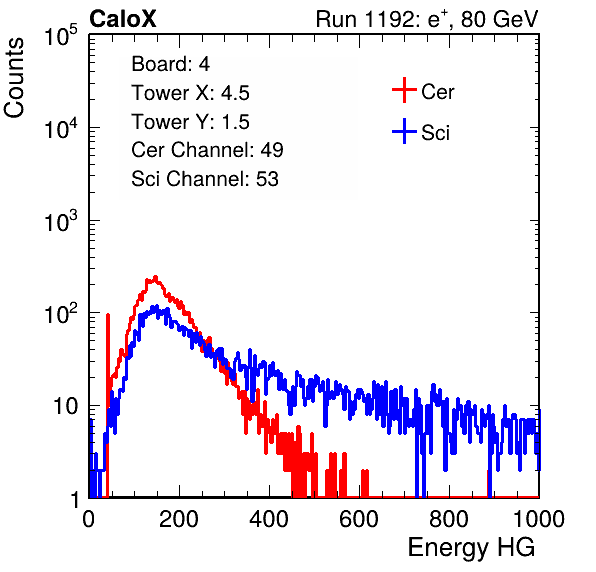 CaloX Run 1192: e⁺, 80 GeV
Counts
10⁵
10⁴
10³
10²
10
1
Board: 4
Tower X: 4.5
Tower Y: 1.5
Cer Channel: 49
Sci Channel: 53
Cer
Sci
0 200 400 600 800 1000
Energy HG